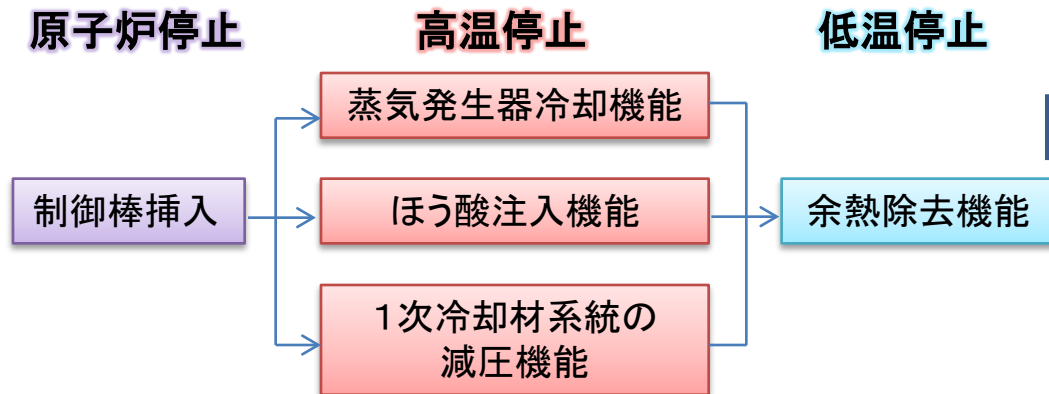 原子炉停止
高温停止
低温停止
蒸気発生器冷却機能
制御棒挿入
ほう酸注入機能
余熱除去機能
１次冷却材系統の
減圧機能